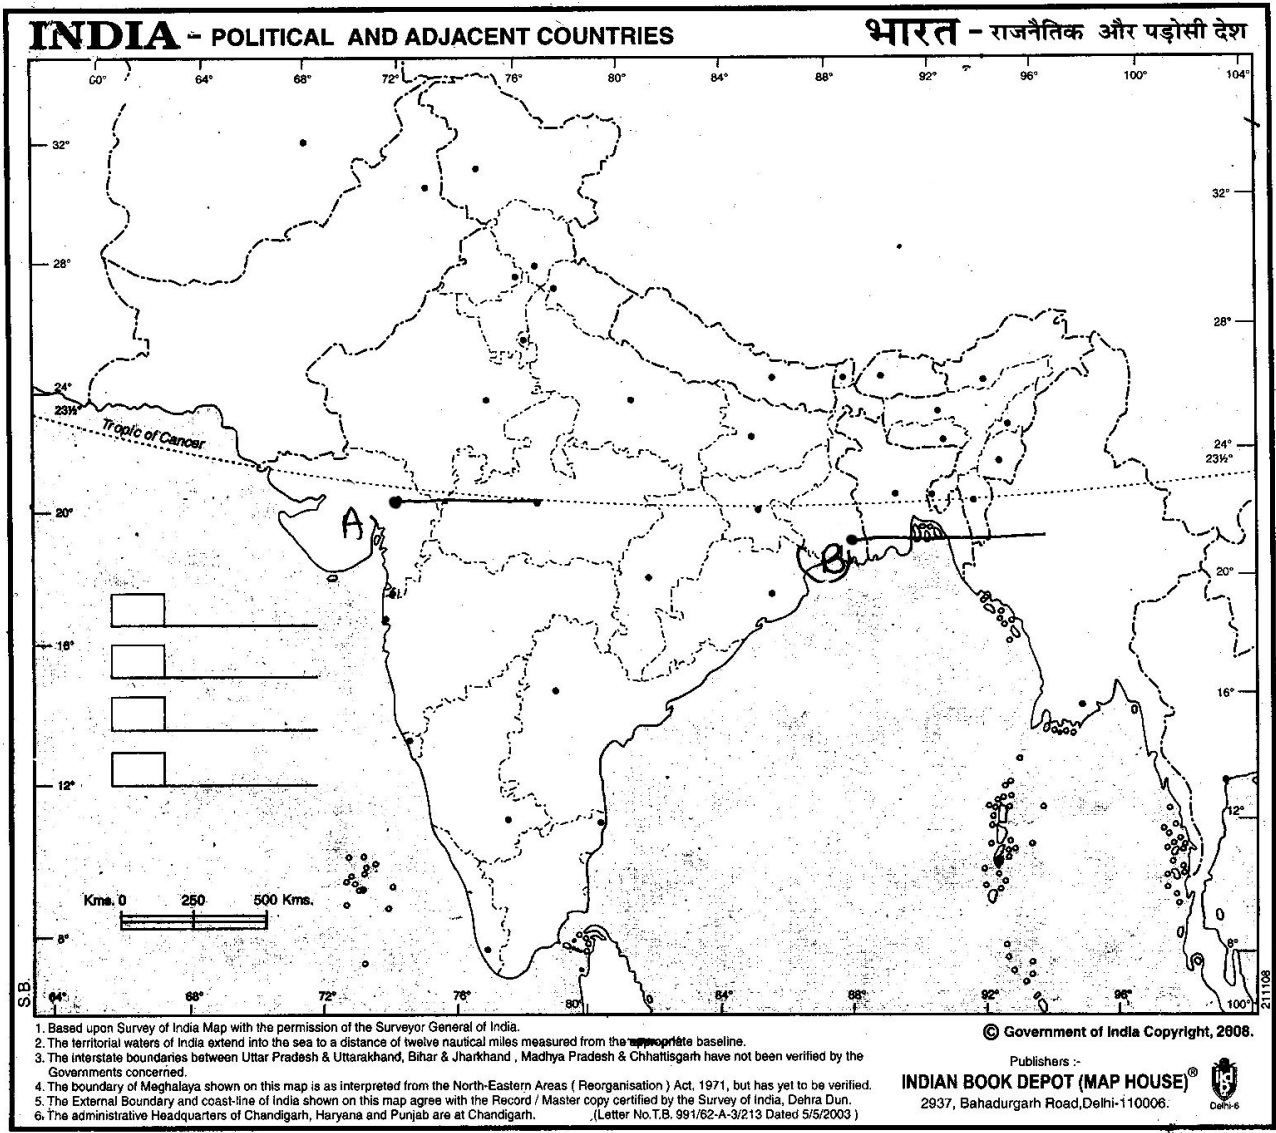 INDIA - POLITICAL AND ADJACENT COUNTRIES
भारत - राजनैतिक और पड़ोसी देश
60° 64° 68° 72° 76° 80° 84° 88° 92° 96° 100° 104°
32°
32°
28°
28°
24°
23½°
Tropic of Cancer
24°
23½°
20°
A
B
20°
16°
16°
12°
12°
Kms. 0 250 500 Kms.
8°
8°
64° 68° 72° 76° 80° 84° 88° 92° 96° 100°
S.B.
211108
1. Based upon Survey of India Map with the permission of the Surveyor General of India.
2. The territorial waters of India extend into the sea to a distance of twelve nautical miles measured from the appropriate baseline.
3. The interstate boundaries between Uttar Pradesh & Uttarakhand, Bihar & Jharkhand , Madhya Pradesh & Chhattisgarh have not been verified by the
Governments concerned.
4. The boundary of Meghalaya shown on this map is as interpreted from the North-Eastern Areas ( Reorganisation ) Act, 1971, but has yet to be verified.
5. The External Boundary and coast-line of India shown on this map agree with the Record / Master copy certified by the Survey of India, Dehra Dun.
6. The administrative Headquarters of Chandigarh, Haryana and Punjab are at Chandigarh. (Letter No.T.B. 991/62-A-3/213 Dated 5/5/2003 )
© Government of India Copyright, 2008.
Publishers :-
INDIAN BOOK DEPOT (MAP HOUSE)®
2937, Bahadurgarh Road,Delhi-110006.
Delhi-6